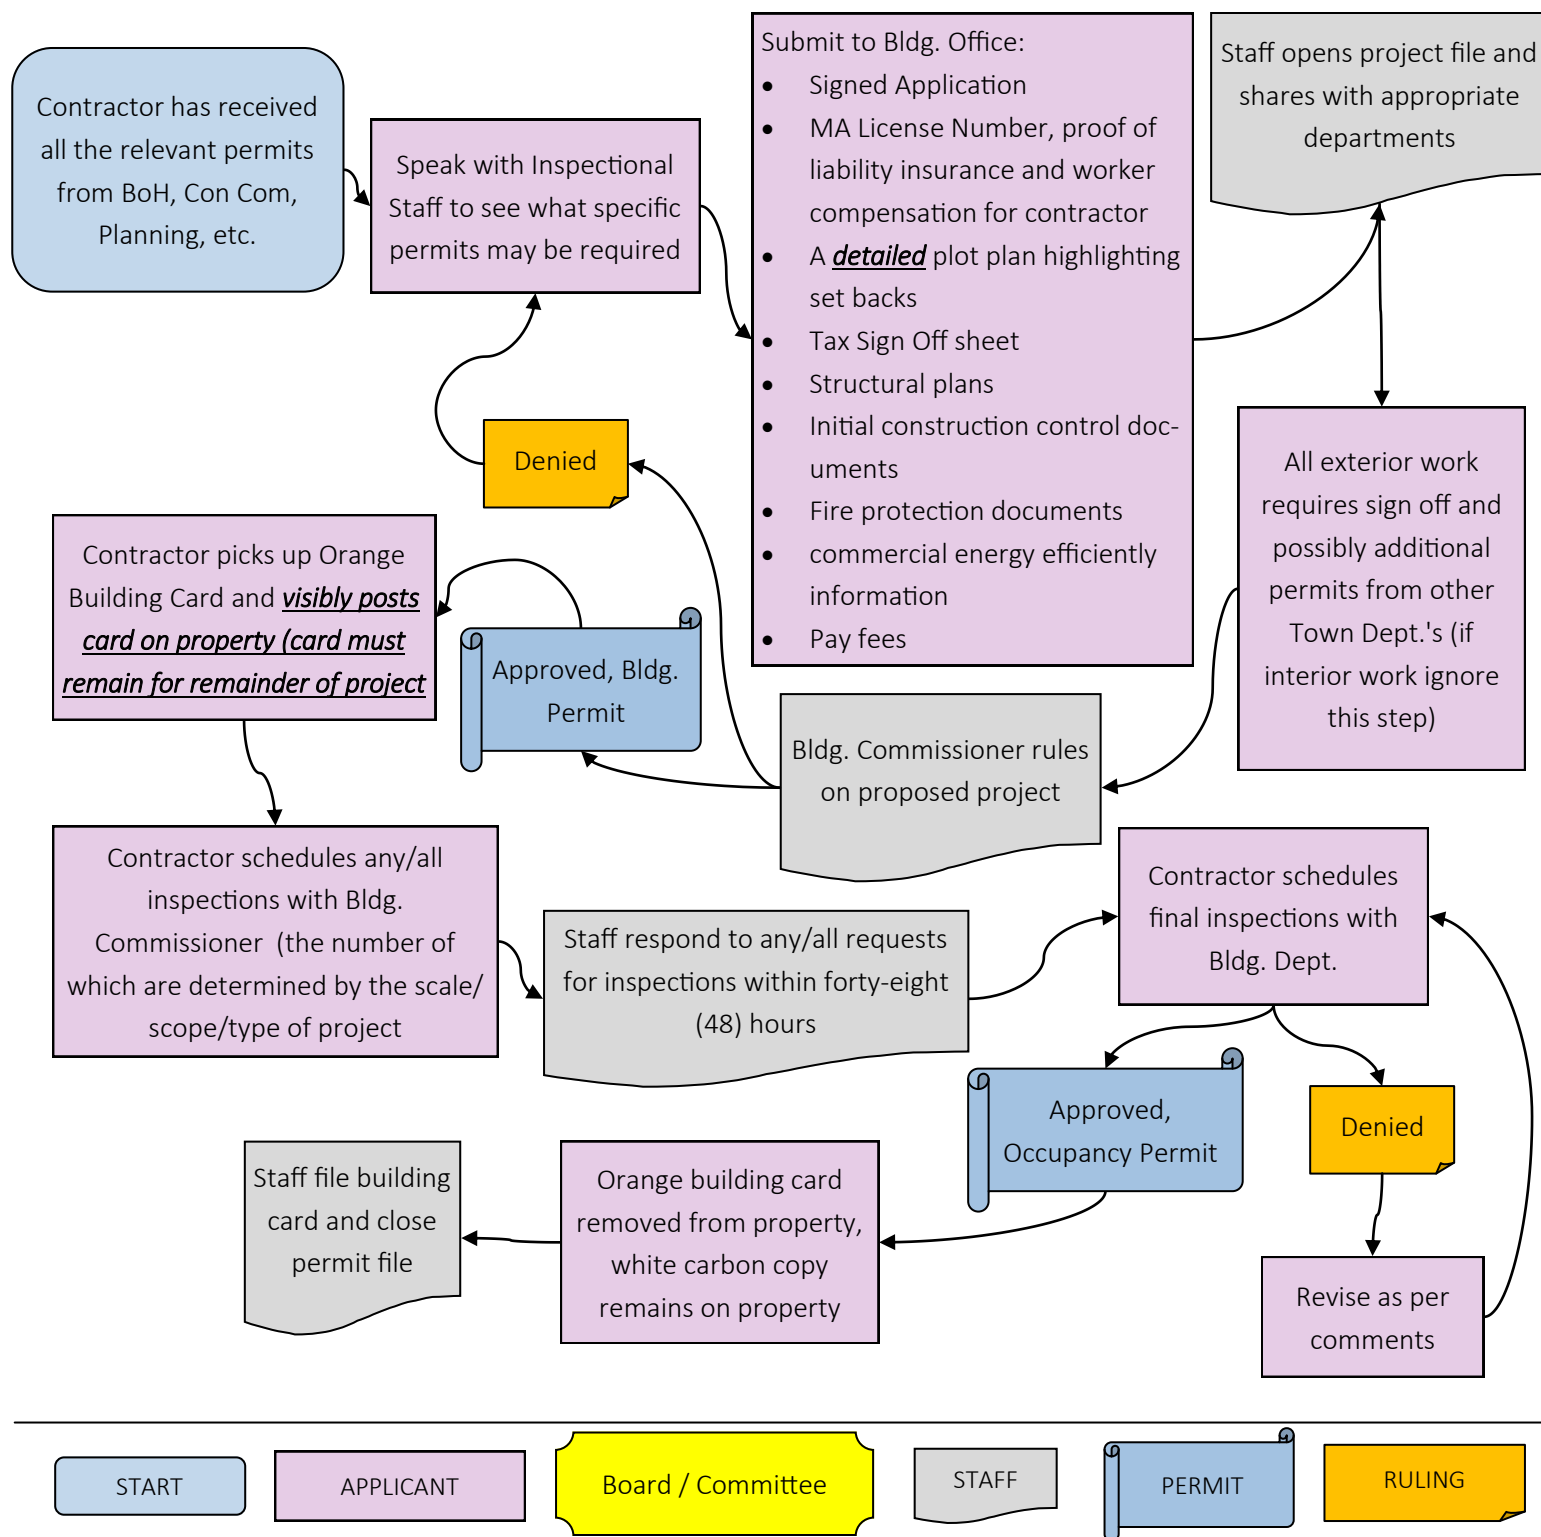 Contractor has received
all the relevant permits
from BoH, Con Com,
Planning, etc.
Speak with Inspectional
Staff to see what specific
permits may be required
Submit to Bldg. Office:
• Signed Application
• MA License Number, proof of
liability insurance and worker
compensation for contractor
• A detailed plot plan highlighting
set backs
• Tax Sign Off sheet
• Structural plans
• Initial construction control doc-
uments
• Fire protection documents
• commercial energy efficiently
information
• Pay fees
Staff opens project file and
shares with appropriate
departments
All exterior work
requires sign off and
possibly additional
permits from other
Town Dept.'s (if
interior work ignore
this step)
Bldg. Commissioner rules
on proposed project
Denied
Approved, Bldg.
Permit
Contractor picks up Orange
Building Card and visibly posts
card on property (card must
remain for remainder of project
Contractor schedules any/all
inspections with Bldg.
Commissioner (the number of
which are determined by the scale/
scope/type of project
Staff respond to any/all requests
for inspections within forty-eight
(48) hours
Contractor schedules
final inspections with
Bldg. Dept.
Approved,
Occupancy Permit
Denied
Revise as per
comments
Orange building card
removed from property,
white carbon copy
remains on property
Staff file building
card and close
permit file
START
APPLICANT
Board / Committee
STAFF
PERMIT
RULING